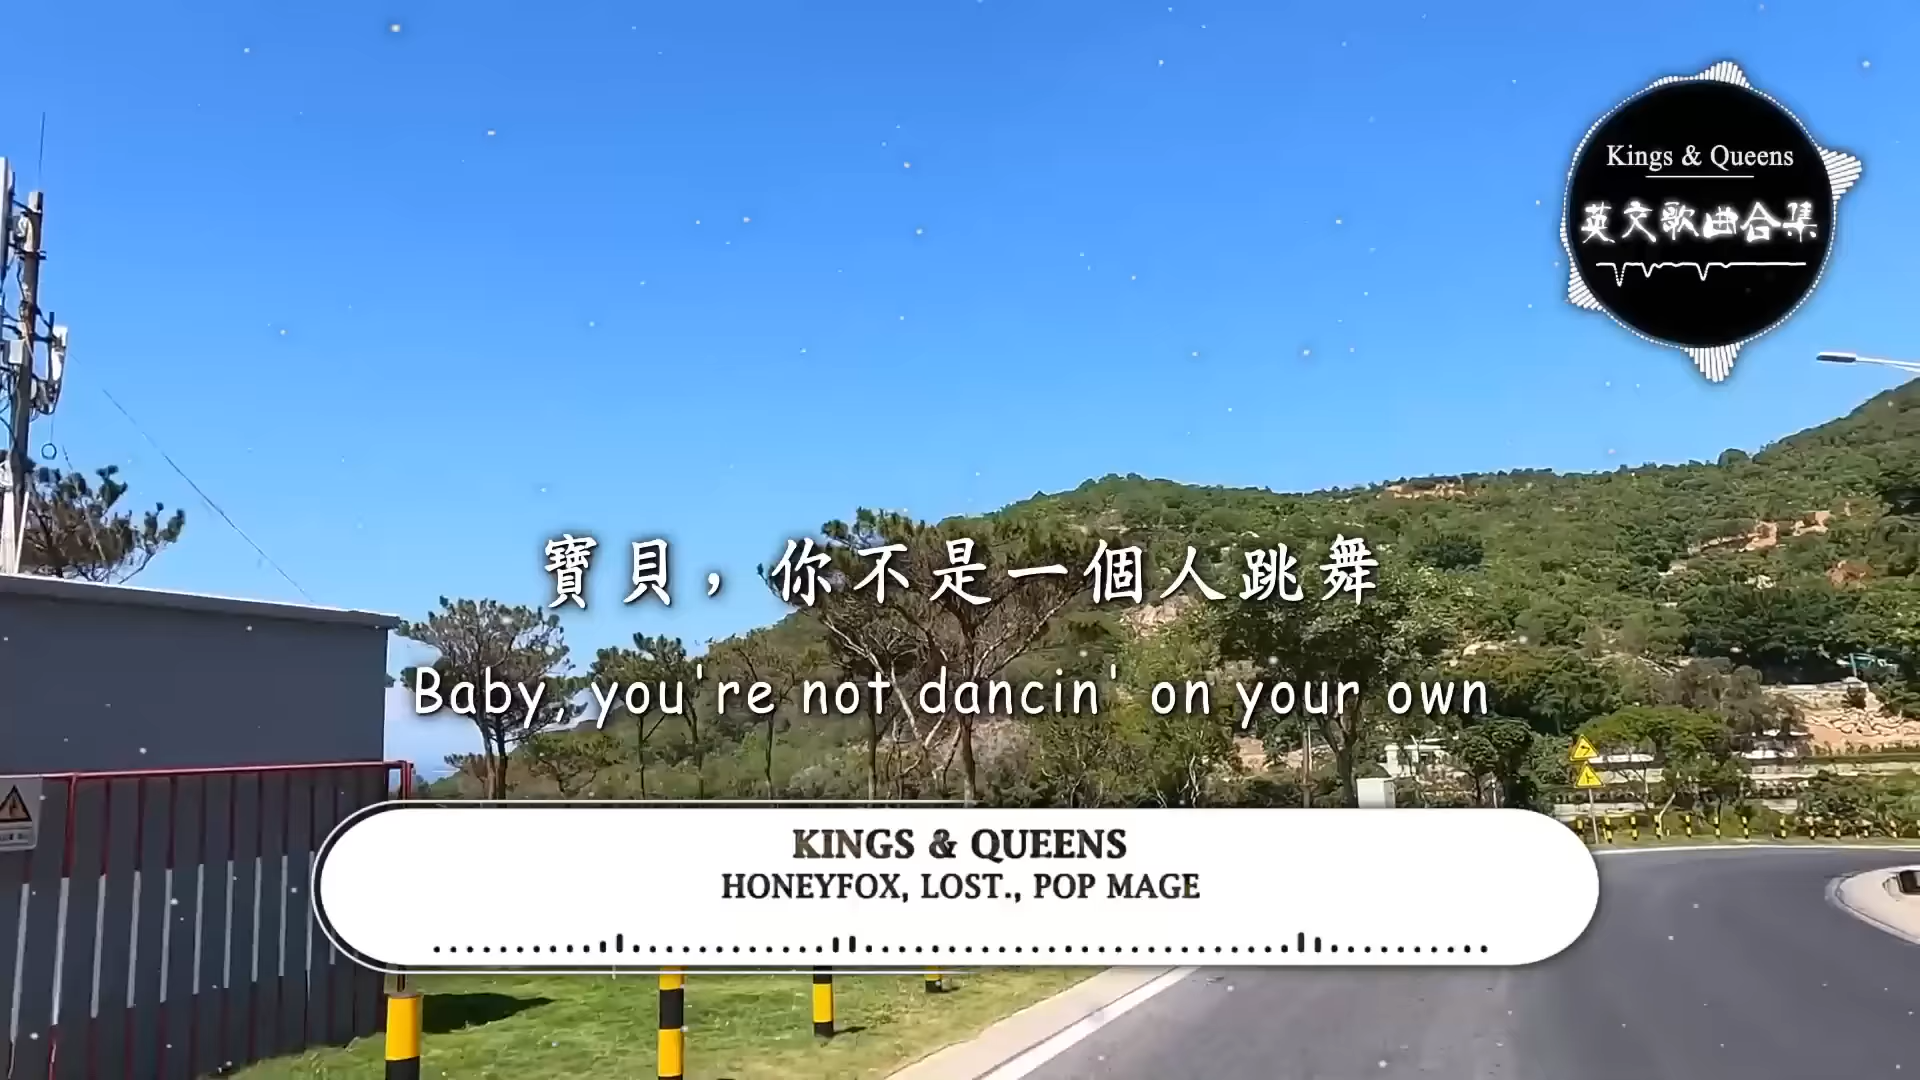 Kings & Queens
英文歌曲合集
寶貝，你不是一個人跳舞
Baby, you're not dancin' on your own
KINGS & QUEENS
HONEYFOX, LOST., POP MAGE